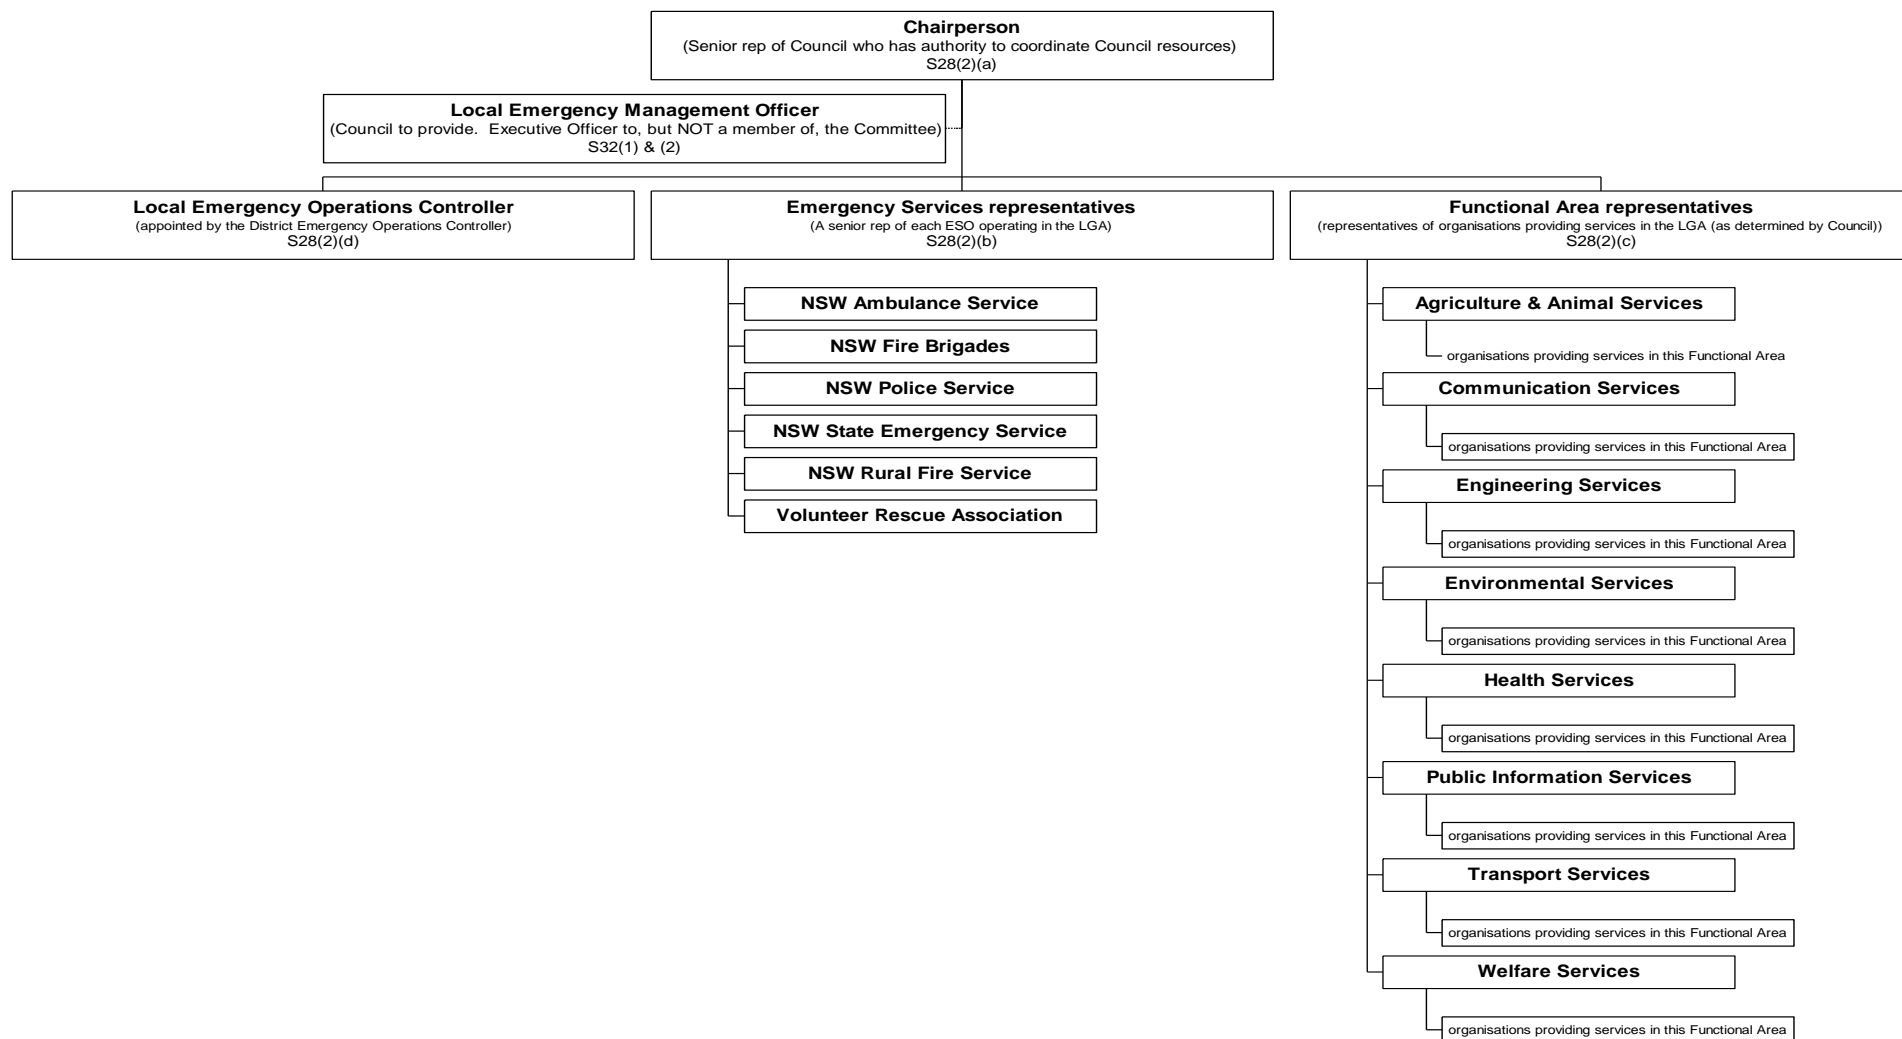 Chairperson
(Senior rep of Council who has authority to coordinate Council resources)
S28(2)(a)
Local Emergency Management Officer
(Council to provide.  Executive Officer to, but NOT a member of, the Committee)
S32(1) & (2)
Local Emergency Operations Controller
(appointed by the District Emergency Operations Controller)
S28(2)(d)
Emergency Services representatives
(A senior rep of each ESO operating in the LGA)
S28(2)(b)
NSW Ambulance Service
NSW Fire Brigades
NSW Police Service
NSW State Emergency Service
NSW Rural Fire Service
Volunteer Rescue Association
Functional Area representatives
(representatives of organisations providing services in the LGA (as determined by Council))
S28(2)(c)
Agriculture & Animal Services
organisations providing services in this Functional Area
Communication Services
organisations providing services in this Functional Area
Engineering Services
organisations providing services in this Functional Area
Environmental Services
organisations providing services in this Functional Area
Health Services
organisations providing services in this Functional Area
Public Information Services
organisations providing services in this Functional Area
Transport Services
organisations providing services in this Functional Area
Welfare Services
organisations providing services in this Functional Area